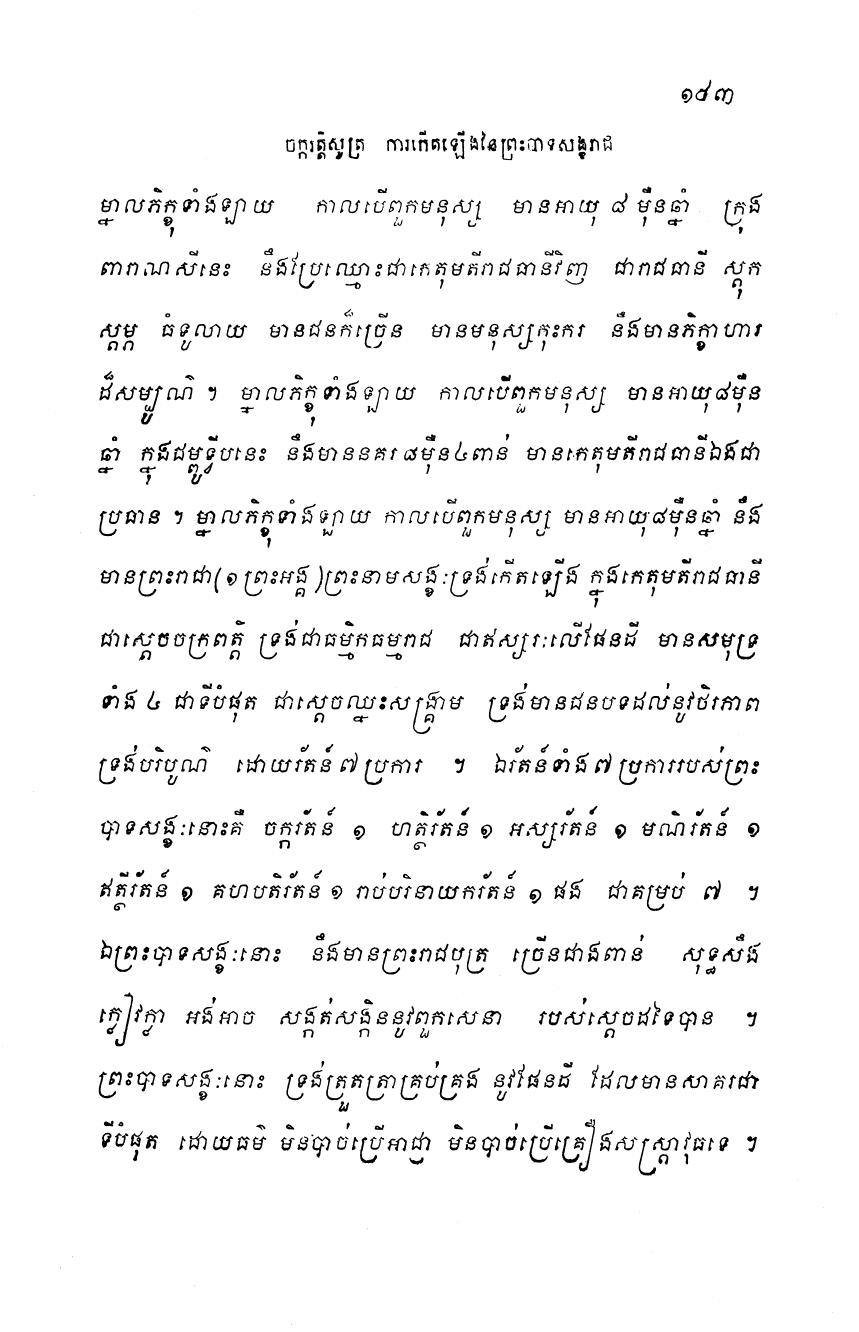 ១៨៣
ចក្កវត្តិសូត្រ ការកើតឡើងនៃព្រះបាទសង្ខរាជ
ម្នាលភិក្ខុទាំងឡាយ កាលបើពួកមនុស្ស មានអាយុ ៨ ម៉ឺនឆ្នាំ ក្រុង
ពារាណសីនេះ នឹងប្រែឈ្មោះជាកេតុមតីរាជធានីវិញ ជារាជធានី ស្តុក
ស្តម្ភ ធំទូលាយ មានជនក៏ច្រើន មានមនុស្សកុះករ នឹងមានភិក្ខាហារ
ដ៏សម្បូណ៌ ។ ម្នាលភិក្ខុទាំងឡាយ កាលបើពួកមនុស្ស មានអាយុ៨ម៉ឺន
ឆ្នាំ ក្នុងជម្ពូទ្វីបនេះ នឹងមាននគរ ៨ម៉ឺន៤ពាន់ មានកេតុមតីរាជធានីឯងជា
ប្រធាន ។ ម្នាលភិក្ខុទាំងឡាយ កាលបើពួកមនុស្ស មានអាយុ៨ម៉ឺនឆ្នាំ នឹង
មានព្រះរាជា(១ព្រះអង្គ)ព្រះនាមសង្ខៈទ្រង់កើតឡើង ក្នុងកេតុមតីរាជធានី
ជាស្តេចចក្រពត្តិ ទ្រង់ជាធម្មិកធម្មរាជ ជាឥស្សរៈលើផែនដី មានសមុទ្រ
ទាំង ៤ ជាទីបំផុត ជាស្តេចឈ្នះសង្គ្រាម ទ្រង់មានជនបទដល់នូវថិរភាព
ទ្រង់បរិបូណ៌ ដោយរ័តន៍៧ប្រការ ។ ឯរ័តន៍ទាំង៧ប្រការរបស់ព្រះ
បាទសង្ខៈនោះគឺ ចក្ករ័តន៍ ១ ហត្ថិរ័តន៍ ១ អស្សរ័តន៍ ១ មណិរ័តន៍ ១
ឥត្ថីរ័តន៍ ១ គហបតិរ័តន៍ ១ រាប់បរិនាយករ័តន៍ ១ ផង ជាគម្រប់ ៧ ។
ឯព្រះបាទសង្ខៈនោះ នឹងមានព្រះរាជបុត្រ ច្រើនជាងពាន់ សុទ្ធសឹង
ក្លៀវក្លា អង់អាច សង្កត់សង្កិននូវពួកសេនា របស់ស្តេចដទៃបាន ។
ព្រះបាទសង្ខៈនោះ ទ្រង់ត្រួតត្រាគ្រប់គ្រង នូវផែនដី ដែលមានសាគរជា
ទីបំផុត ដោយធម៌ មិនបាច់ប្រើអាជ្ញា មិនបាច់ប្រើគ្រឿងសស្ត្រាវុធទេ ។